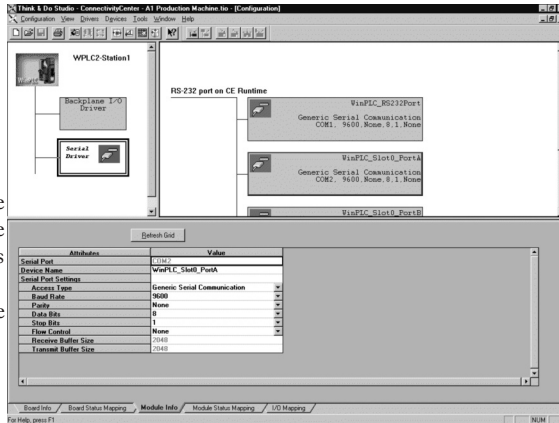 Think & Do Studio - ConnectivityCenter - A1 Production Machine.tio - [Configuration]
Configuration View Drivers Devices Tools Window Help
WPLC2-Station1
WinPLC
Backplane I/O
Driver
Serial
Driver
RS-232 port on CE Runtime
WinPLC_RS232Port
Generic Serial Communication
COM1, 9600,None,8,1,None
WinPLC_Slot0_PortA
Generic Serial Communication
COM2, 9600,None,8,1,None
WinPLC_Slot0_PortB
Refresh Grid
Attributes Value
Serial Port COM2
Device Name WinPLC_Slot0_PortA
Serial Port Settings
Access Type Generic Serial Communication
Baud Rate 9600
Parity None
Data Bits 8
Stop Bits 1
Flow Control None
Receive Buffer Size 2048
Transmit Buffer Size 2048
Board Info / Board Status Mapping / Module Info / Module Status Mapping / I/O Mapping
For Help, press F1
NUM